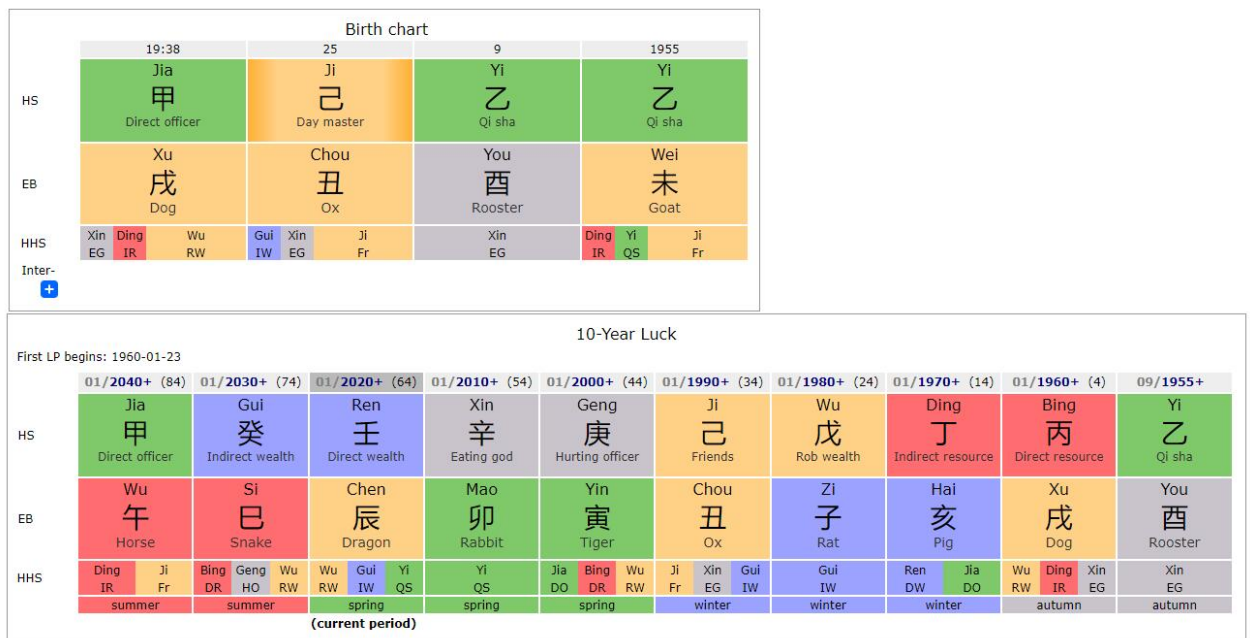 Birth chart
19:38 25 9 1955
HS
Jia Ji Yi Yi
甲 己 乙 乙
Direct officer Day master Qi sha Qi sha
EB
Xu Chou You Wei
戌 丑 酉 未
Dog Ox Rooster Goat
HHS
Xin Ding Wu Gui Xin Ji Xin Ding Yi Ji
EG IR RW IW EG Fr EG IR QS Fr
Inter-
+
10-Year Luck
First LP begins: 1960-01-23
01/2040+ (84) 01/2030+ (74) 01/2020+ (64) 01/2010+ (54) 01/2000+ (44) 01/1990+ (34) 01/1980+ (24) 01/1970+ (14) 01/1960+ (4) 09/1955+
HS
Jia Gui Ren Xin Geng Ji Wu Ding Bing Yi
甲 癸 壬 辛 庚 己 戊 丁 丙 乙
Direct officer Indirect wealth Direct wealth Eating god Hurting officer Friends Rob wealth Indirect resource Direct resource Qi sha
EB
Wu Si Chen Mao Yin Chou Zi Hai Xu You
午 巳 辰 卯 寅 丑 子 亥 戌 酉
Horse Snake Dragon Rabbit Tiger Ox Rat Pig Dog Rooster
HHS
Ding Ji Bing Geng Wu Wu Gui Yi Yi Jia Bing Wu Ji Xin Gui Gui Ren Jia Wu Ding Xin Xin
IR Fr DR HO RW RW IW QS QS DO DR RW Fr EG IW IW DW DO RW IR EG EG
summer summer spring spring spring winter winter winter autumn autumn
(current period)